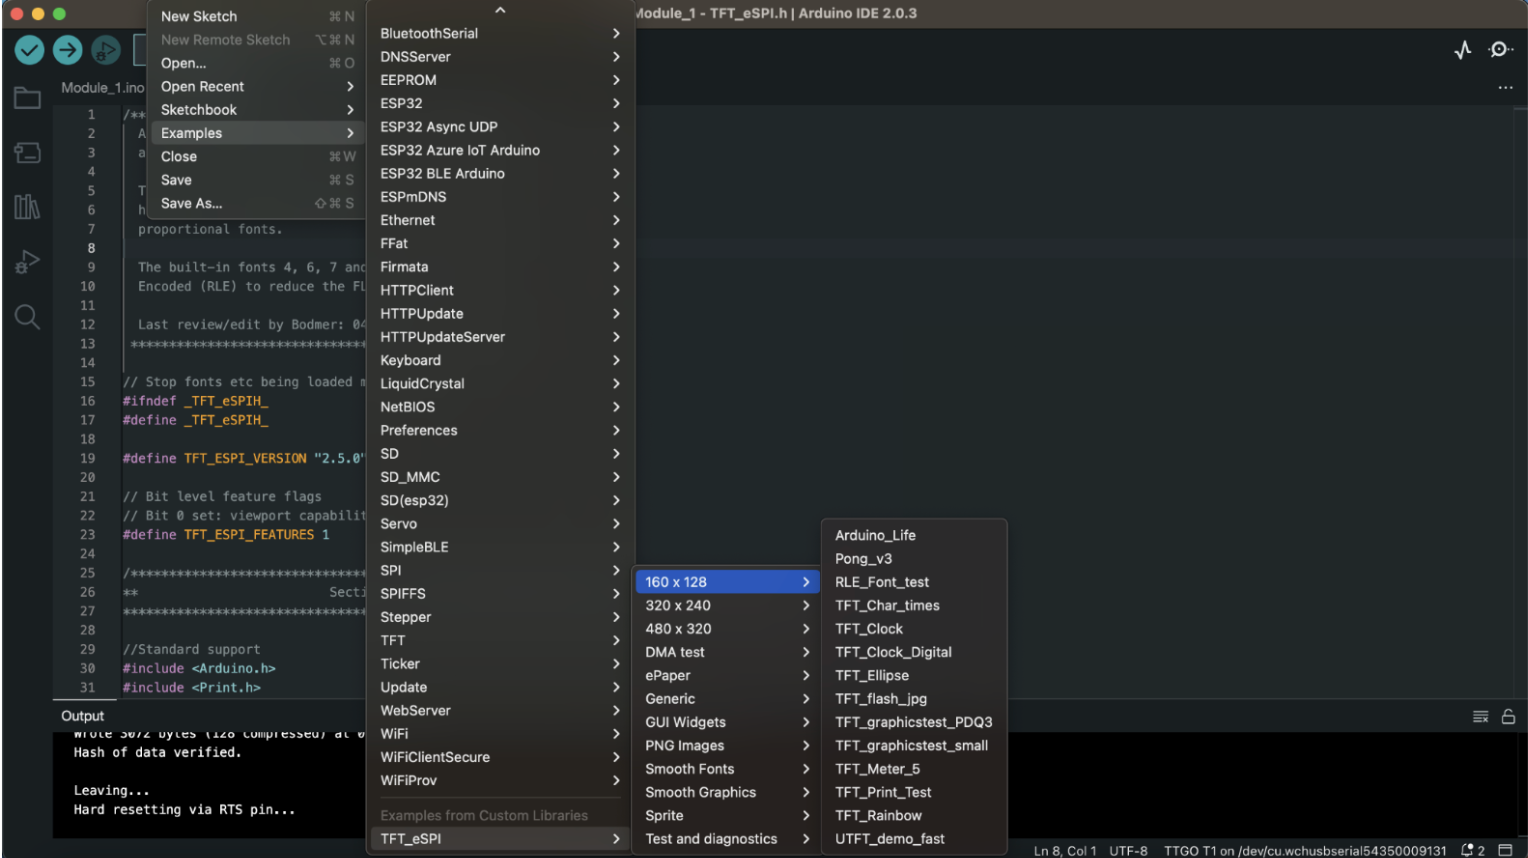 Module_1 - TFT_eSPI.h | Arduino IDE 2.0.3
New Sketch ⌘ N
New Remote Sketch ⌥ ⌘ N
Open... ⌘ O
Open Recent
Sketchbook
Examples
Close ⌘ W
Save ⌘ S
Save As... ⇧ ⌘ S
BluetoothSerial
DNSServer
EEPROM
ESP32
ESP32 Async UDP
ESP32 Azure IoT Arduino
ESP32 BLE Arduino
ESPmDNS
Ethernet
FFat
Firmata
HTTPClient
HTTPUpdate
HTTPUpdateServer
Keyboard
LiquidCrystal
NetBIOS
Preferences
SD
SD_MMC
SD(esp32)
Servo
SimpleBLE
SPI
SPIFFS
Stepper
TFT
Ticker
Update
WebServer
WiFi
WiFiClientSecure
WiFiProv
Examples from Custom Libraries
TFT_eSPI
160 x 128
320 x 240
480 x 320
DMA test
ePaper
Generic
GUI Widgets
PNG Images
Smooth Fonts
Smooth Graphics
Sprite
Test and diagnostics
Arduino_Life
Pong_v3
RLE_Font_test
TFT_Char_times
TFT_Clock
TFT_Clock_Digital
TFT_Ellipse
TFT_flash_jpg
TFT_graphicstest_PDQ3
TFT_graphicstest_small
TFT_Meter_5
TFT_Print_Test
TFT_Rainbow
UTFT_demo_fast
Module_1.ino
1 /**
2 A
3 a
4
5 T
6 h
7 proportional fonts.
8
9 The built-in fonts 4, 6, 7 and
10 Encoded (RLE) to reduce the FL
11
12 Last review/edit by Bodmer: 04
13 *******************************
14
15 // Stop fonts etc being loaded m
16 #ifndef _TFT_eSPIH_
17 #define _TFT_eSPIH_
18
19 #define TFT_ESPI_VERSION "2.5.0"
20
21 // Bit level feature flags
22 // Bit 0 set: viewport capabilit
23 #define TFT_ESPI_FEATURES 1
24
25 /*******************************
26 ** Secti
27 ********************************
28
29 //Standard support
30 #include <Arduino.h>
31 #include <Print.h>
Output
Wrote 3072 bytes (128 compressed) at 0
Hash of data verified.
Leaving...
Hard resetting via RTS pin...
Ln 8, Col 1 UTF-8 TTGO T1 on /dev/cu.wchusbserial54350009131 2